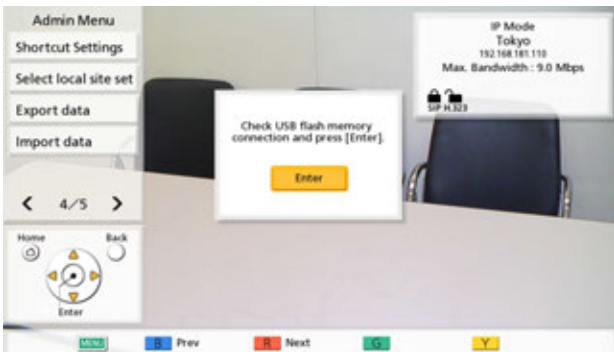 Admin Menu
Shortcut Settings
Select local site set
Export data
Import data
4/5
Home
Back
Enter
IP Mode
Tokyo
192.168.181.110
Max. Bandwidth : 9.0 Mbps
SIP H.323
Check USB flash memory
connection and press [Enter].
Enter
MENU
B Prev
R Next
G
Y